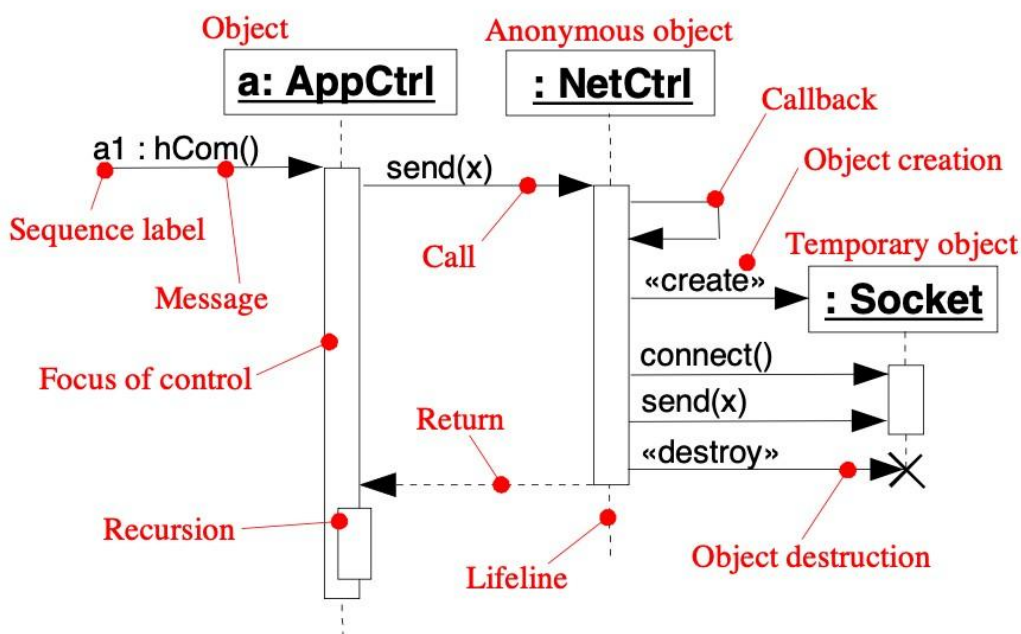 Object
Anonymous object
a: AppCtrl
: NetCtrl
Callback
a1 : hCom()
send(x)
Object creation
Sequence label
Call
Temporary object
Message
«create»
: Socket
connect()
Focus of control
send(x)
Return
«destroy»
Recursion
Object destruction
Lifeline